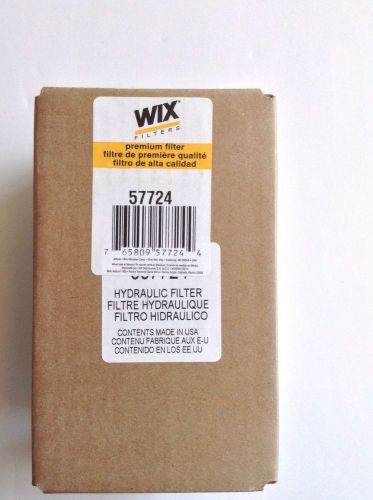 WIX
FILTERS
premium filter
filtre de première qualité
filtro de alta calidad
57724
7 65809 57724 4
HYDRAULIC FILTER
FILTRE HYDRAULIQUE
FILTRO HIDRAULICO
CONTENTS MADE IN USA
CONTENU FABRIQUE AUX E-U
CONTENIDO EN LOS EE.UU